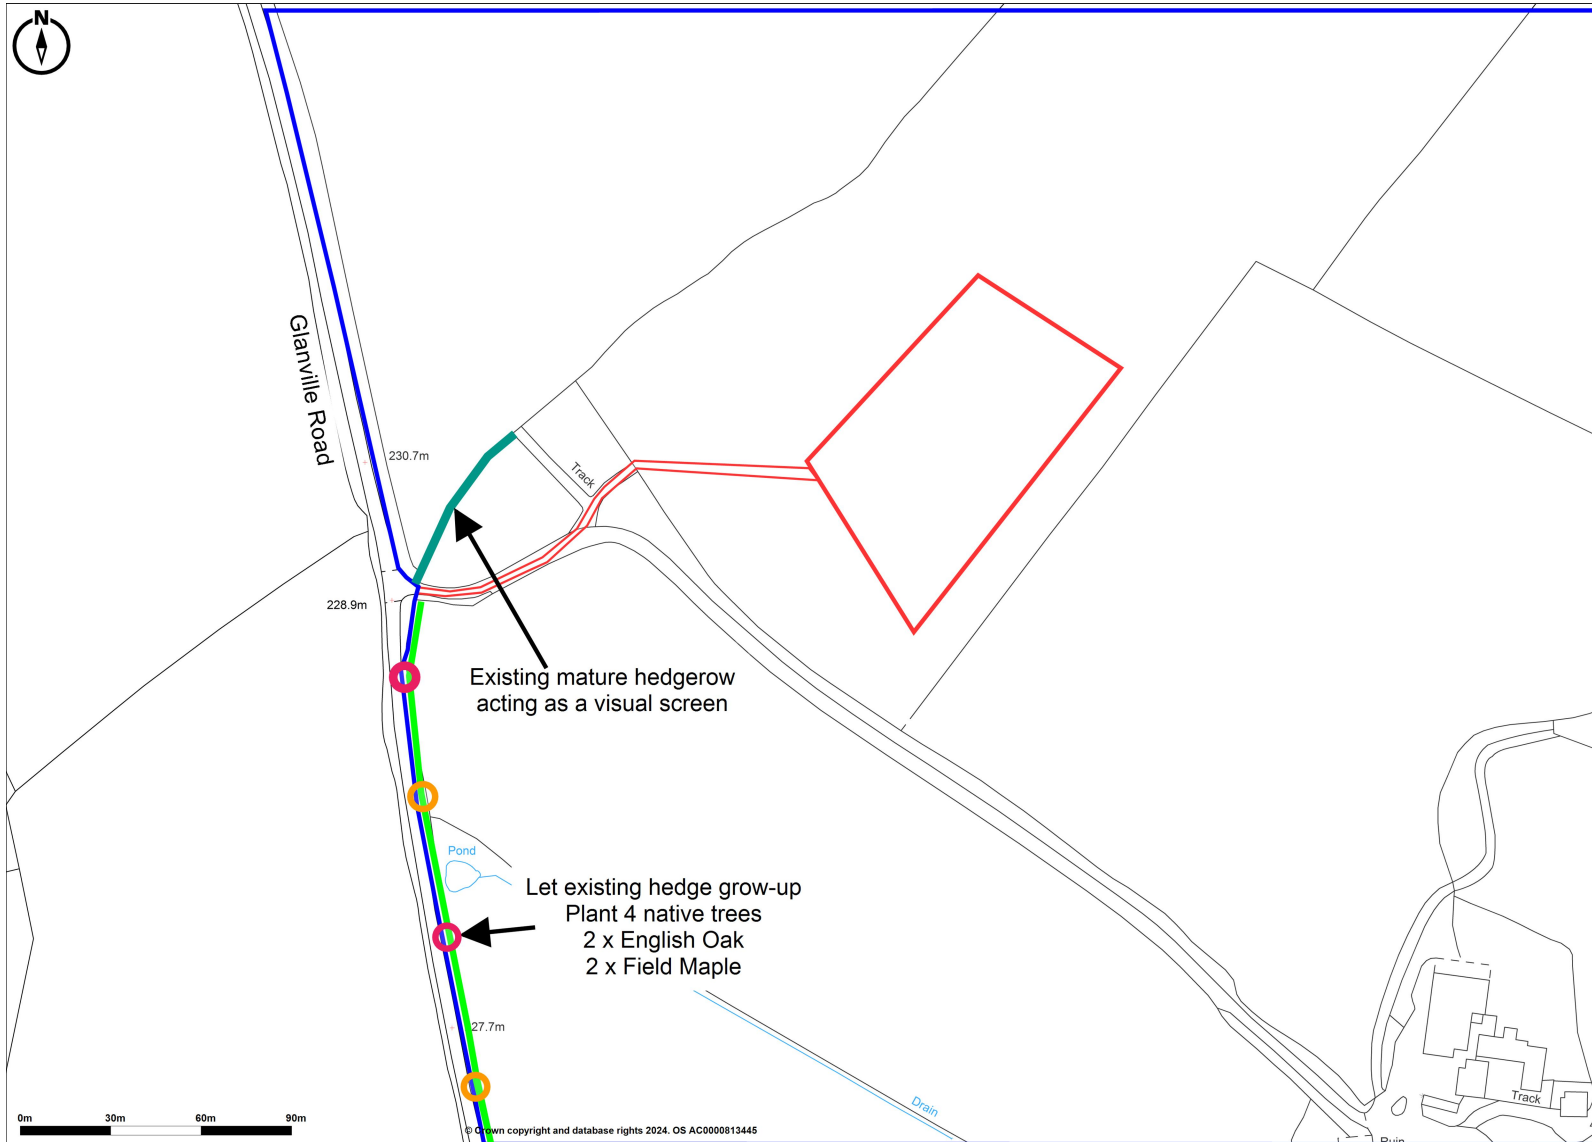 N
Glanville Road
230.7m
Track
228.9m
Existing mature hedgerow
acting as a visual screen
Pond
Let existing hedge grow-up
Plant 4 native trees
2 x English Oak
2 x Field Maple
27.7m
Drain
Track
Ruin
0m 30m 60m 90m
© Crown copyright and database rights 2024. OS AC0000813445